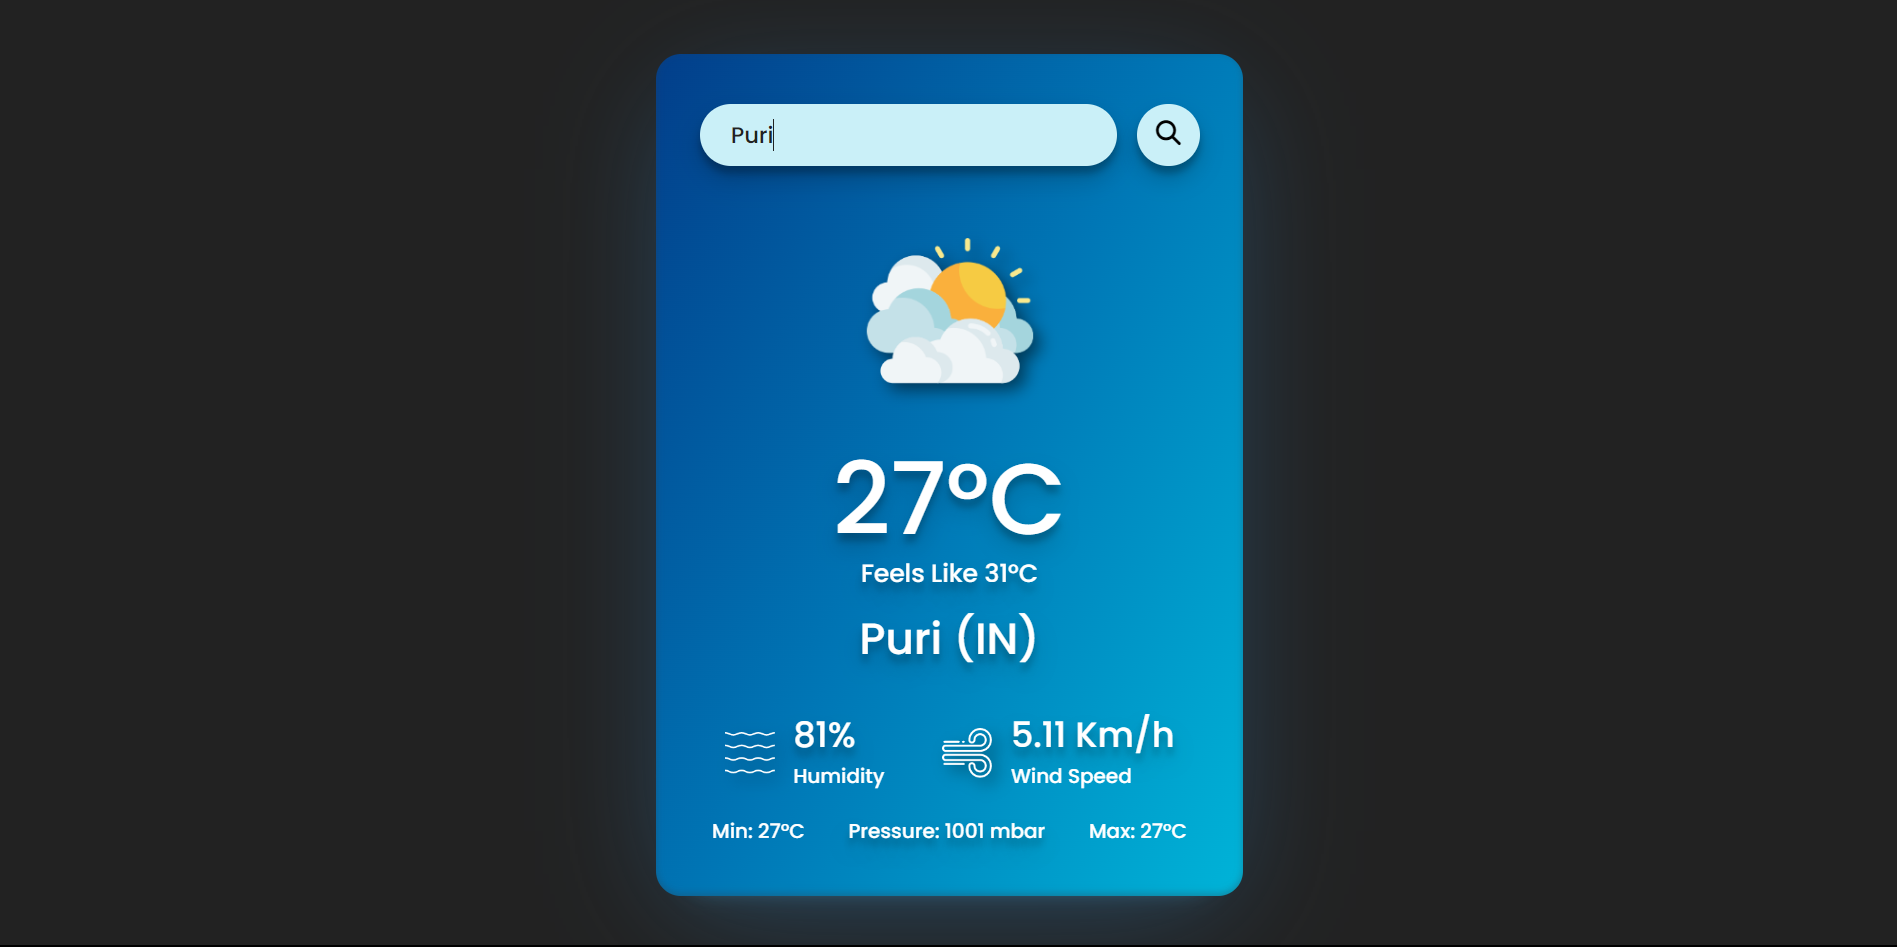 Puri
27°C
Feels Like 31°C
Puri (IN)
81%
Humidity
5.11 Km/h
Wind Speed
Min: 27°C
Pressure: 1001 mbar
Max: 27°C